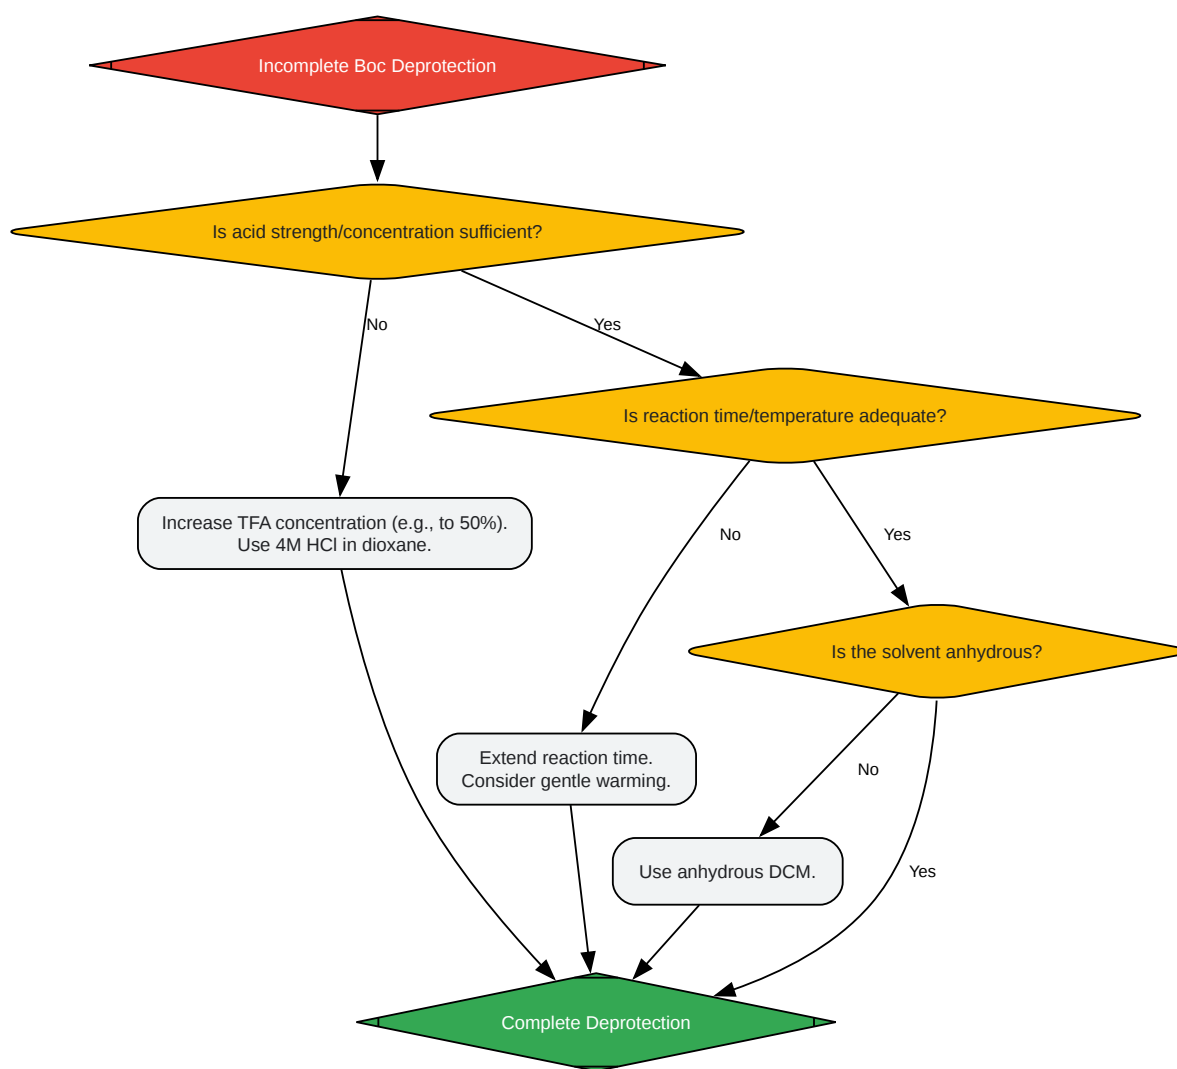 Incomplete Boc Deprotection
Is acid strength/concentration sufficient?
No
Yes
Is reaction time/temperature adequate?
Increase TFA concentration (e.g., to 50%).
Use 4M HCl in dioxane.
No
Yes
Is the solvent anhydrous?
Extend reaction time.
Consider gentle warming.
No
Use anhydrous DCM.
Yes
Complete Deprotection